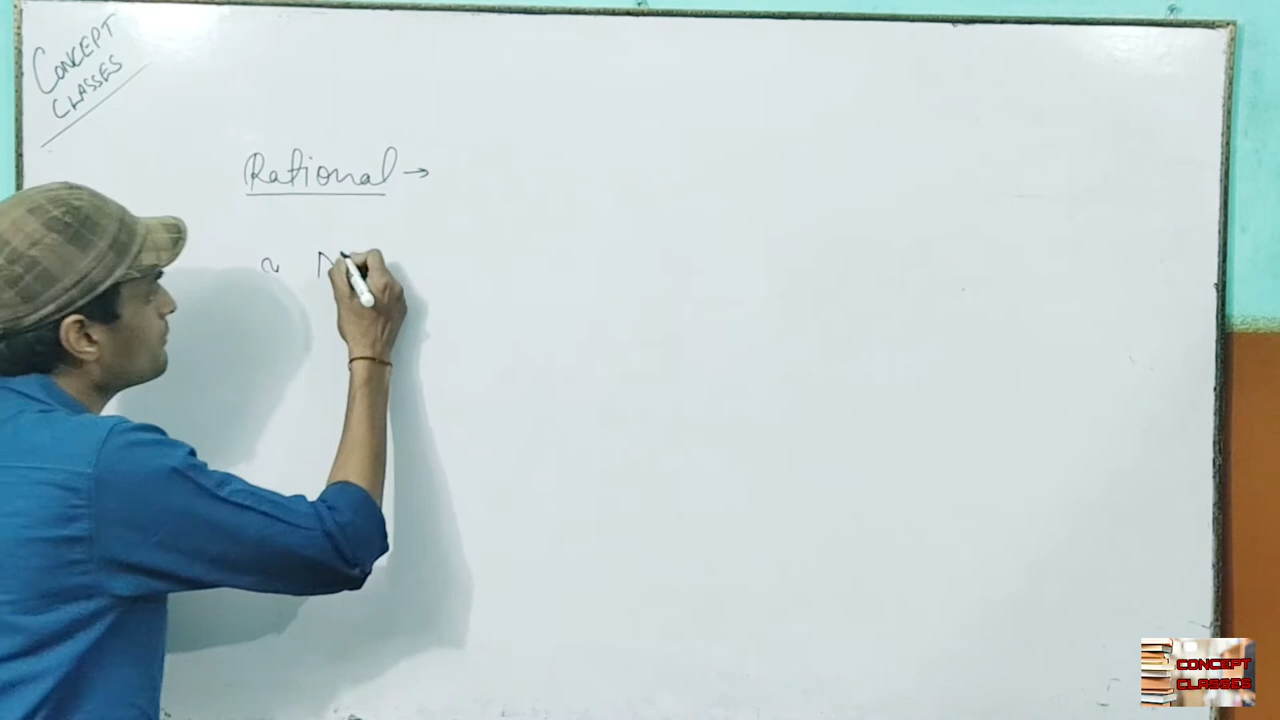 CONCEPT
CLASSES
Rational →
N
CONCEPT
CLASSES